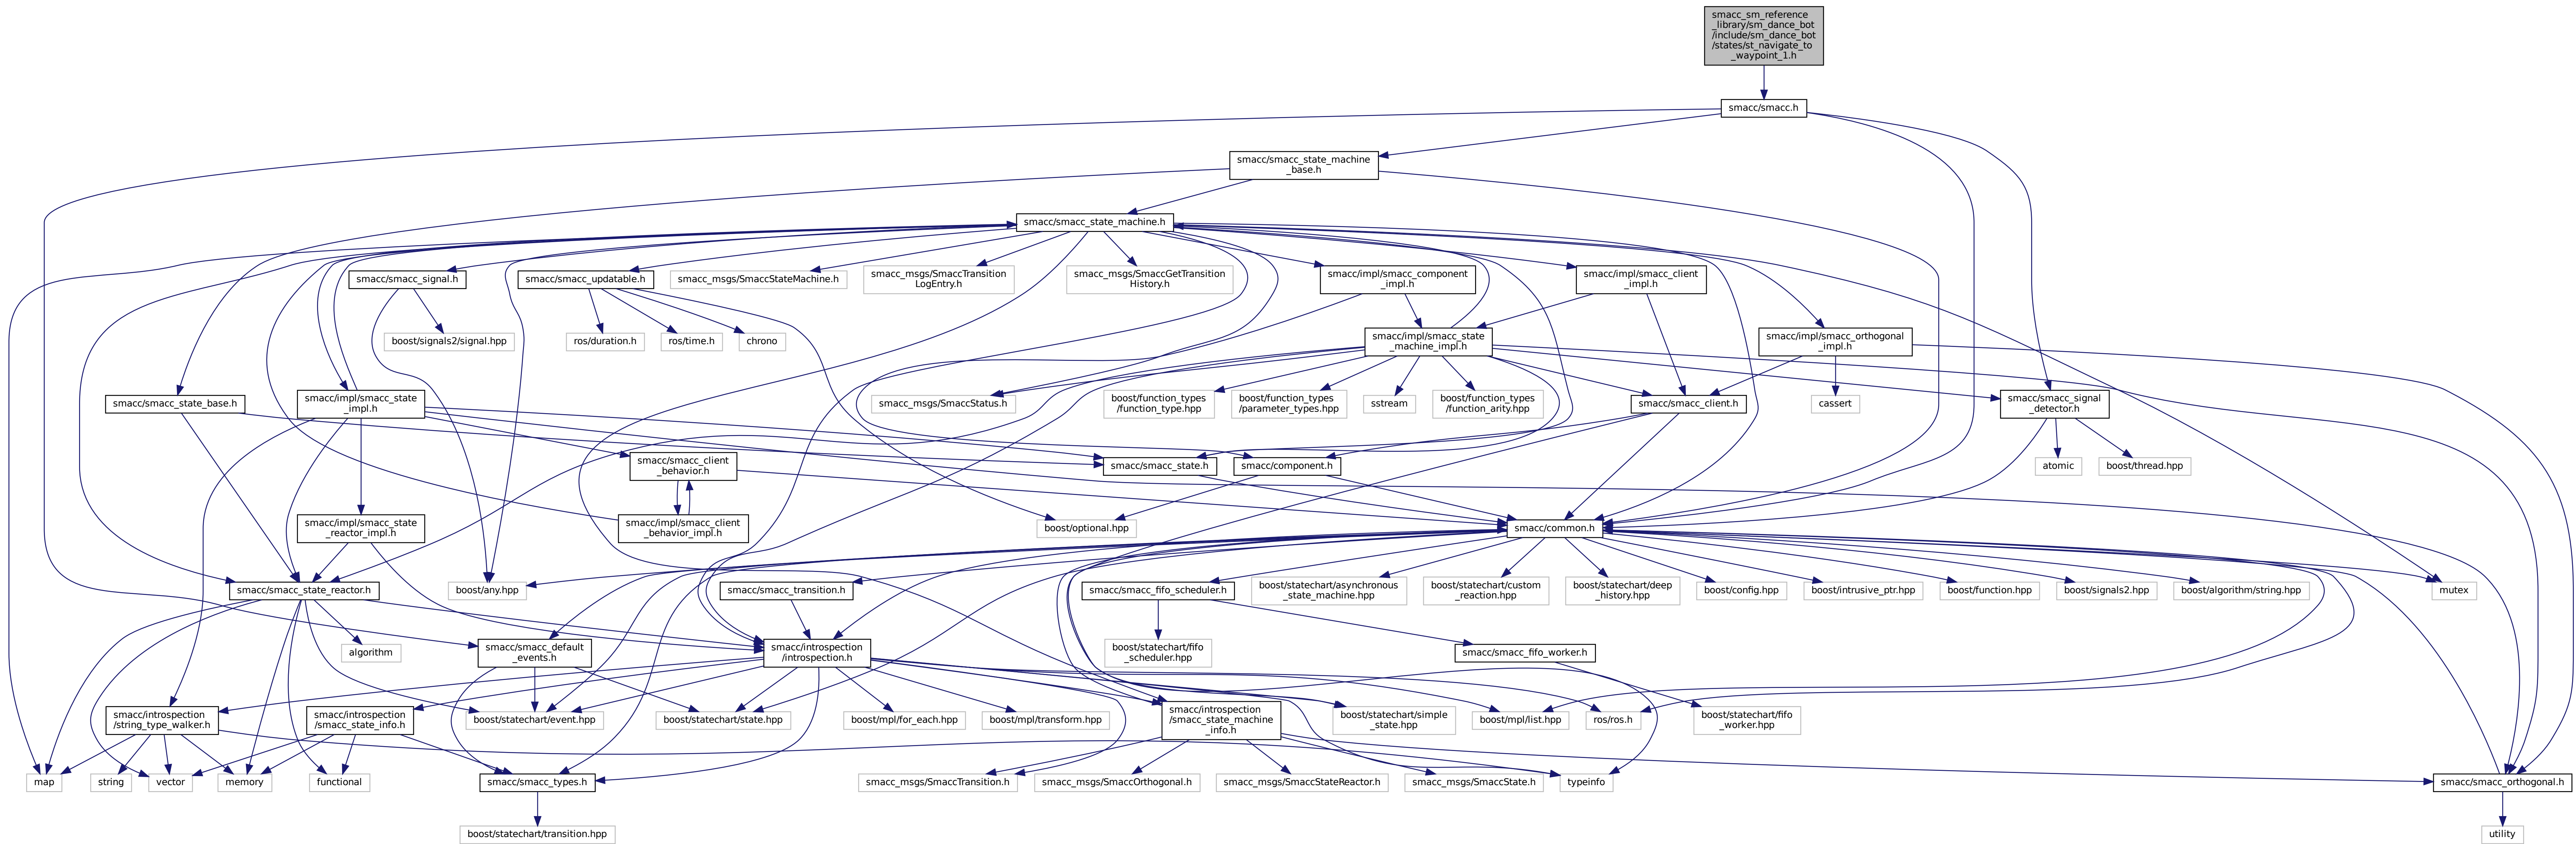 smacc_sm_reference
_library/sm_dance_bot
/include/sm_dance_bot
/states/st_navigate_to
_waypoint_1.h
smacc/smacc.h
smacc/smacc_state_machine
_base.h
smacc/smacc_state_machine.h
smacc/smacc_signal.h
smacc/smacc_updatable.h
smacc_msgs/SmaccStateMachine.h
smacc_msgs/SmaccTransition
LogEntry.h
smacc_msgs/SmaccGetTransition
History.h
smacc/impl/smacc_component
_impl.h
smacc/impl/smacc_client
_impl.h
boost/signals2/signal.hpp
ros/duration.h
ros/time.h
chrono
smacc/impl/smacc_state
_machine_impl.h
smacc/impl/smacc_orthogonal
_impl.h
smacc/smacc_state_base.h
smacc/impl/smacc_state
_impl.h
smacc_msgs/SmaccStatus.h
boost/function_types
/function_type.hpp
boost/function_types
/parameter_types.hpp
sstream
boost/function_types
/function_arity.hpp
smacc/smacc_client.h
cassert
smacc/smacc_signal
_detector.h
smacc/smacc_client
_behavior.h
smacc/smacc_state.h
smacc/component.h
atomic
boost/thread.hpp
smacc/impl/smacc_state
_reactor_impl.h
smacc/impl/smacc_client
_behavior_impl.h
boost/optional.hpp
smacc/common.h
smacc/smacc_state_reactor.h
boost/any.hpp
smacc/smacc_transition.h
smacc/smacc_fifo_scheduler.h
boost/statechart/asynchronous
_state_machine.hpp
boost/statechart/custom
_reaction.hpp
boost/statechart/deep
_history.hpp
boost/config.hpp
boost/intrusive_ptr.hpp
boost/function.hpp
boost/signals2.hpp
boost/algorithm/string.hpp
mutex
algorithm
smacc/smacc_default
_events.h
smacc/introspection
/introspection.h
boost/statechart/fifo
_scheduler.hpp
smacc/smacc_fifo_worker.h
smacc/introspection
/string_type_walker.h
smacc/introspection
/smacc_state_info.h
boost/statechart/event.hpp
boost/statechart/state.hpp
boost/mpl/for_each.hpp
boost/mpl/transform.hpp
smacc/introspection
/smacc_state_machine
_info.h
boost/statechart/simple
_state.hpp
boost/mpl/list.hpp
ros/ros.h
boost/statechart/fifo
_worker.hpp
map
string
vector
memory
functional
smacc/smacc_types.h
smacc_msgs/SmaccTransition.h
smacc_msgs/SmaccOrthogonal.h
smacc_msgs/SmaccStateReactor.h
smacc_msgs/SmaccState.h
typeinfo
smacc/smacc_orthogonal.h
boost/statechart/transition.hpp
utility